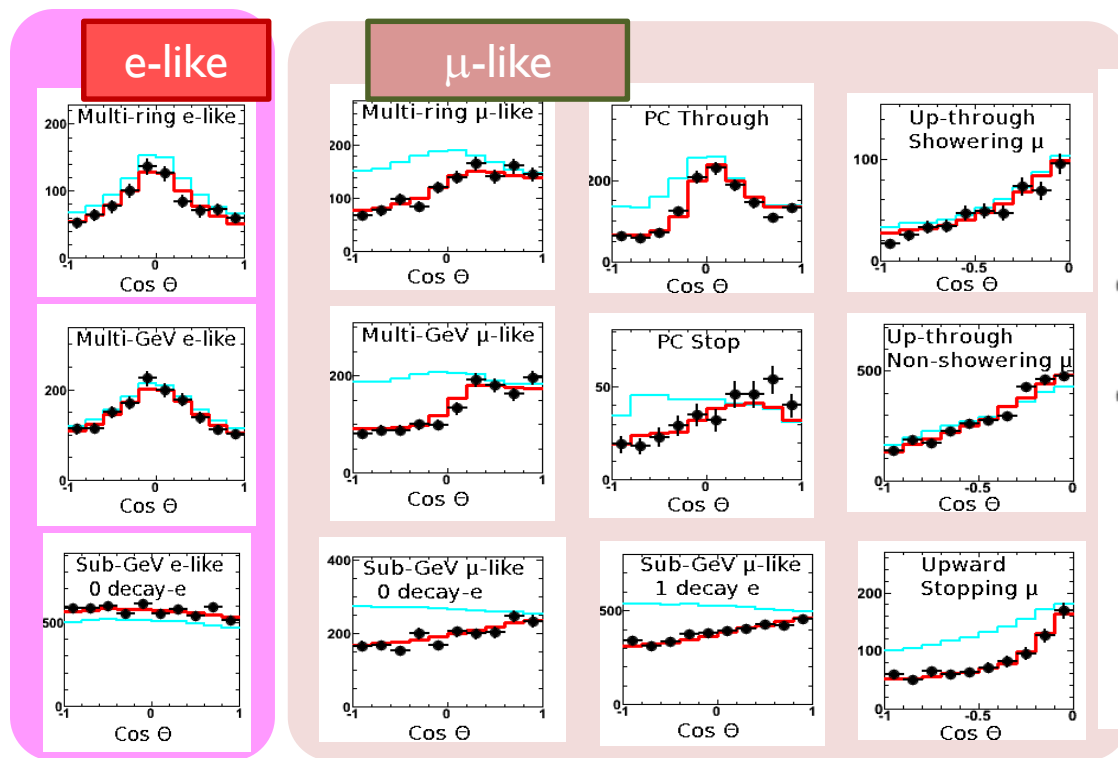 e-like
μ-like
Multi-ring e-like
200
100
0
-1 0 1
Cos Θ
Multi-ring μ-like
300
200
100
0
-1 0 1
Cos Θ
PC Through
200
0
-1 0 1
Cos Θ
Up-through
Showering μ
100
0
-1 -0.5 0
Cos Θ
Multi-GeV e-like
200
0
-1 0 1
Cos Θ
Multi-GeV μ-like
200
0
-1 0 1
Cos Θ
PC Stop
50
0
-1 0 1
Cos Θ
Up-through
Non-showering μ
500
0
-1 -0.5 0
Cos Θ
Sub-GeV e-like
0 decay-e
500
0
-1 0 1
Cos Θ
Sub-GeV μ-like
0 decay-e
400
300
200
100
0
-1 0 1
Cos Θ
Sub-GeV μ-like
1 decay e
500
0
-1 0 1
Cos Θ
Upward
Stopping μ
200
100
0
-1 -0.5 0
Cos Θ